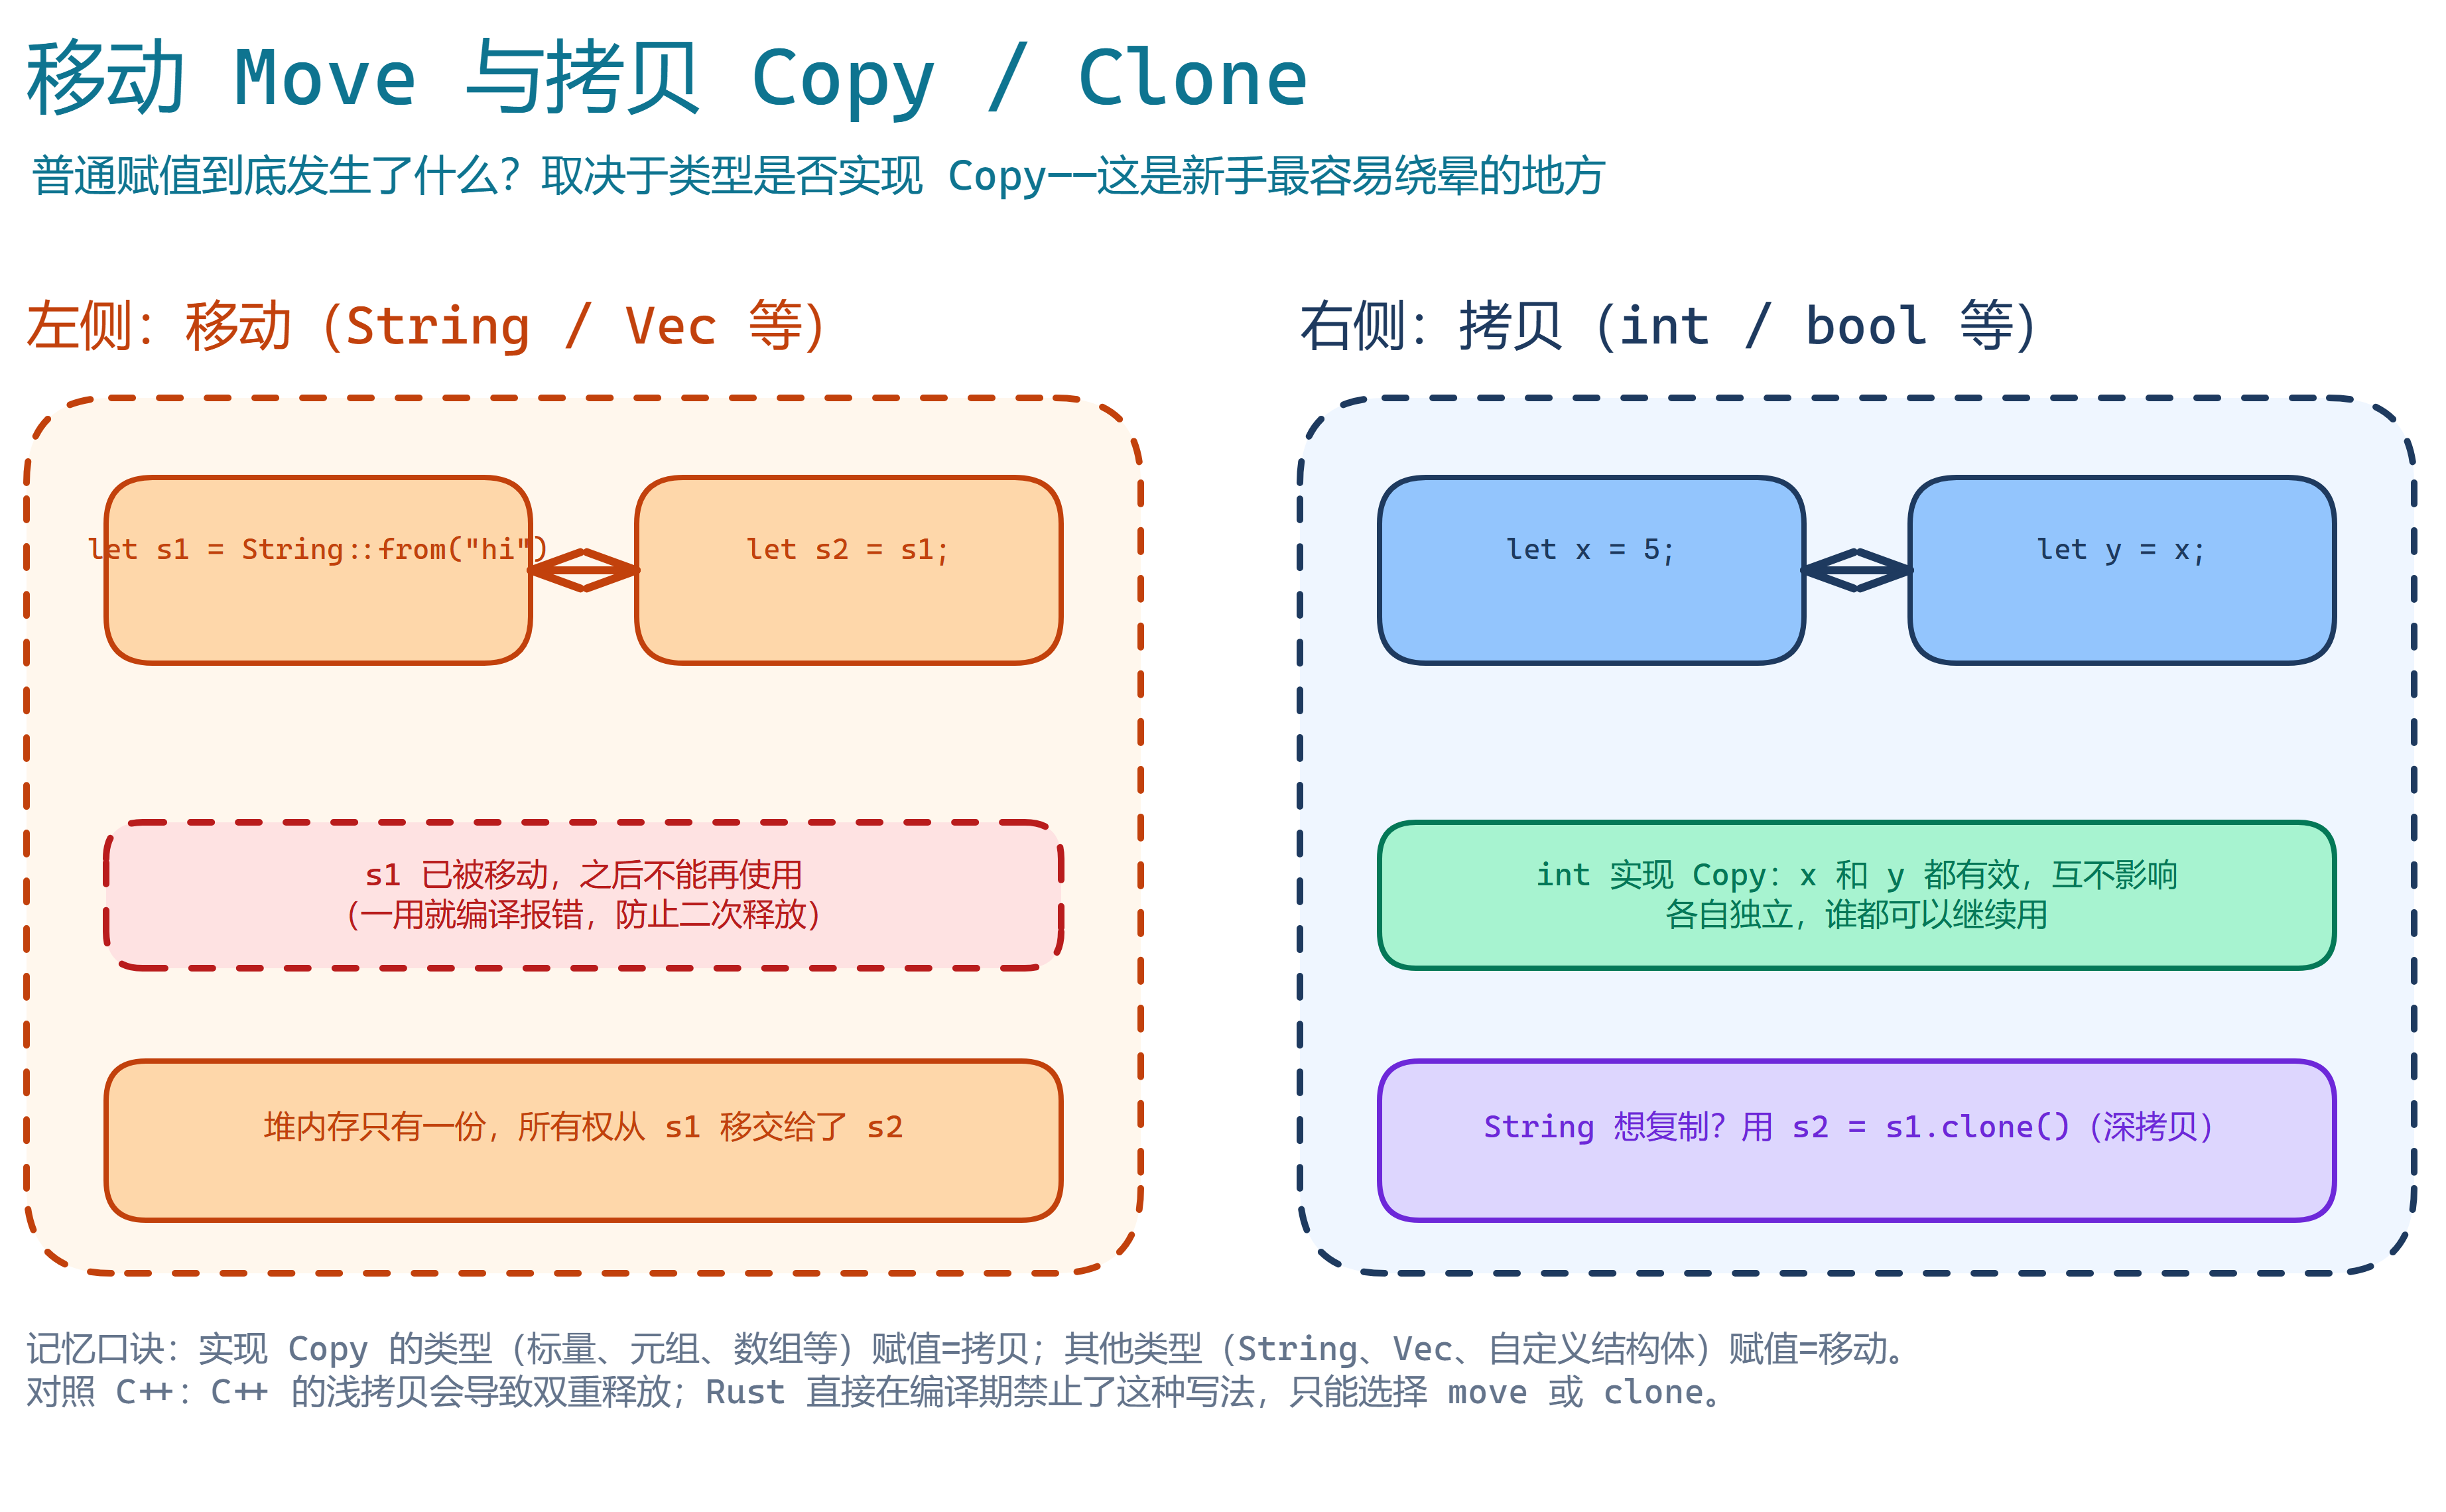 移动 Move 与拷贝 Copy / Clone
普通赋值到底发生了什么？取决于类型是否实现 Copy——这是新手最容易绕晕的地方
左侧：移动（String / Vec 等）
右侧：拷贝（int / bool 等）
let s1 = String::from("hi")
let s2 = s1;
let x = 5;
let y = x;
s1 已被移动，之后不能再使用
（一用就编译报错，防止二次释放）
int 实现 Copy：x 和 y 都有效，互不影响
各自独立，谁都可以继续用
堆内存只有一份，所有权从 s1 移交给了 s2
String 想复制？用 s2 = s1.clone()（深拷贝）
记忆口诀：实现 Copy 的类型（标量、元组、数组等）赋值=拷贝；其他类型（String、Vec、自定义结构体）赋值=移动。
对照 C++：C++ 的浅拷贝会导致双重释放；Rust 直接在编译期禁止了这种写法，只能选择 move 或 clone。